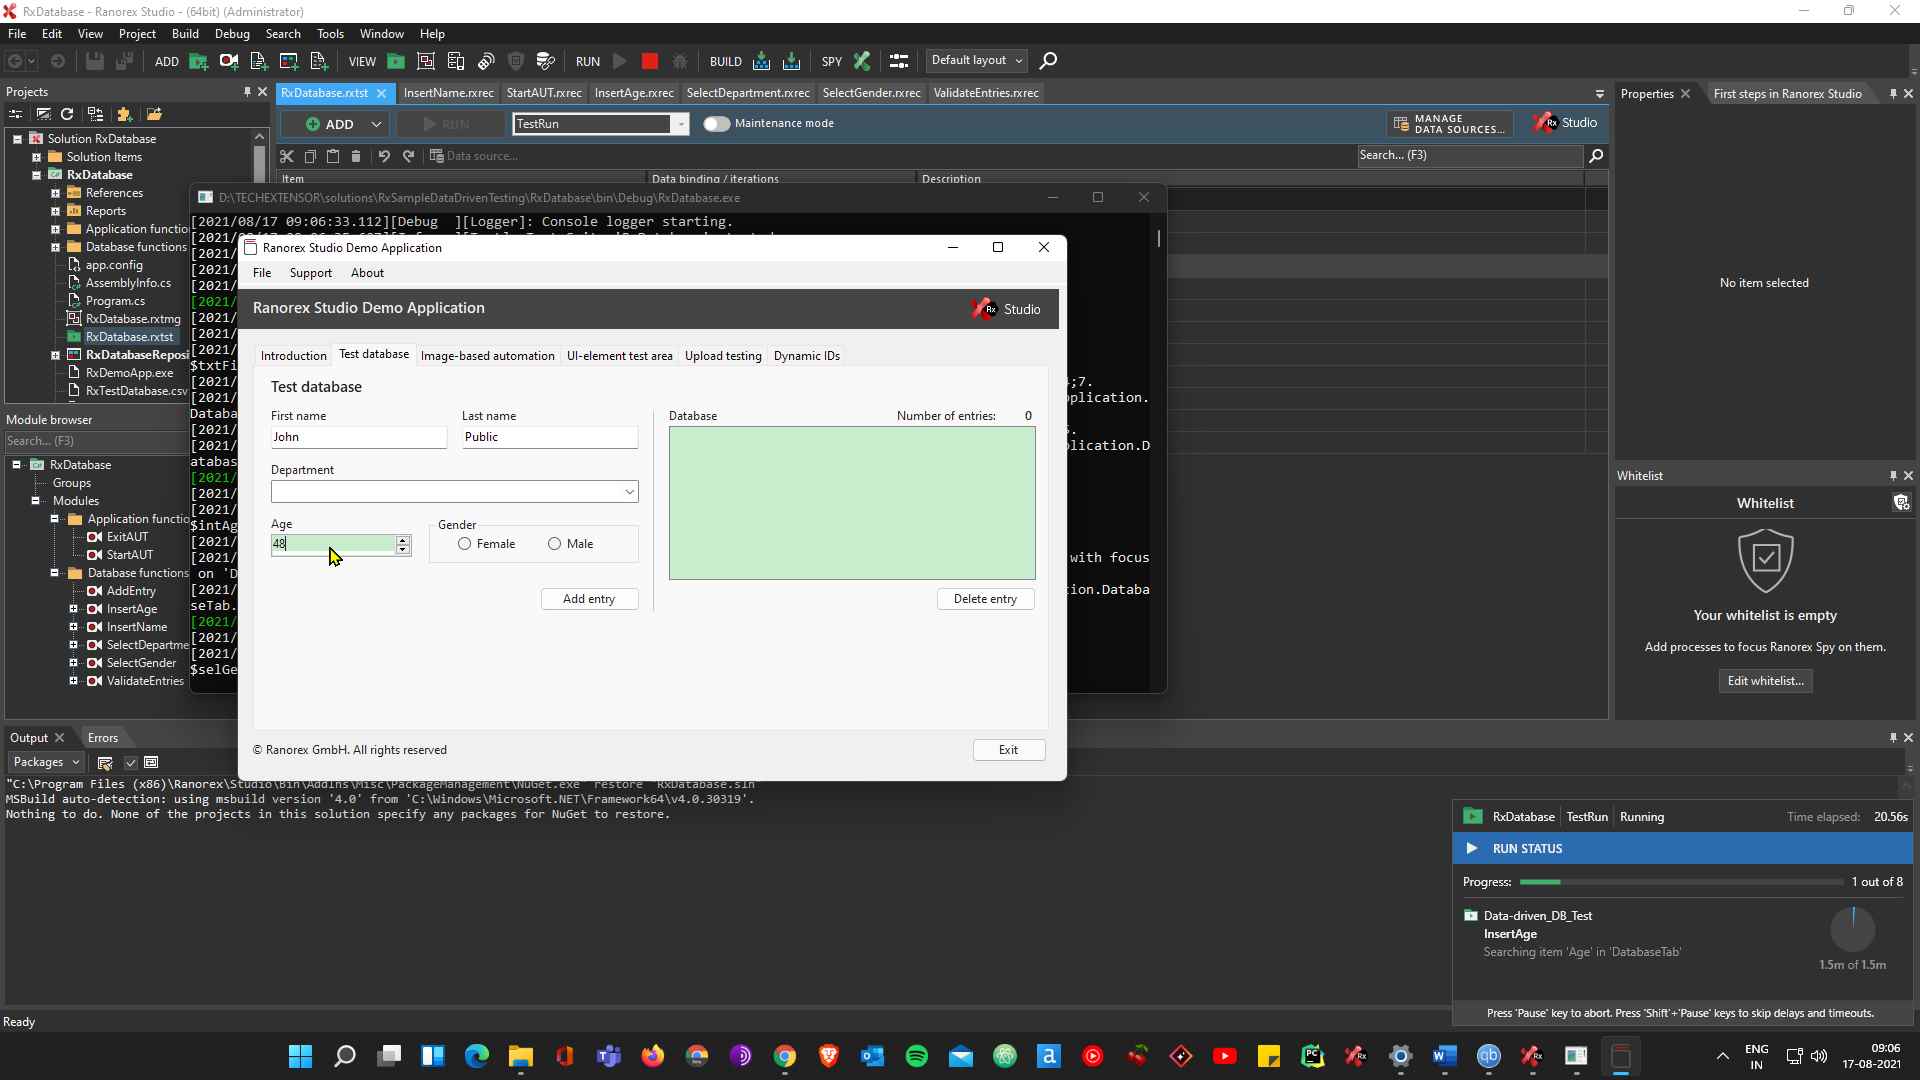 RxDatabase - Ranorex Studio - (64bit) (Administrator)
File Edit View Project Build Debug Search Tools Window Help
ADD VIEW RUN BUILD SPY Default layout
Projects
Solution RxDatabase
Solution Items
RxDatabase
References
Reports
Application functio
Database functions
app.config
AssemblyInfo.cs
Program.cs
RxDatabase.rxtmg
RxDatabase.rxtst
RxDatabaseReposi
RxDemoApp.exe
RxTestDatabase.csv
Module browser
Search... (F3)
RxDatabase
Groups
Modules
Application functio
ExitAUT
StartAUT
Database functions
AddEntry
InsertAge
InsertName
SelectDepartme
SelectGender
ValidateEntries
RxDatabase.rxtst InsertName.rxrec StartAUT.rxrec InsertAge.rxrec SelectDepartment.rxrec SelectGender.rxrec ValidateEntries.rxrec
ADD RUN TestRun Maintenance mode MANAGE DATA SOURCES... Rx Studio
Data source... Search... (F3)
Item Data binding / iterations Description
D:\TECHEXTENSOR\solutions\RxSampleDataDrivenTesting\RxDatabase\bin\Debug\RxDatabase.exe
[2021/08/17 09:06:33.112][Debug ][Logger]: Console logger starting.
[2021/
[2021/
[2021/
[2021/
[2021/
[2021/
[2021/
[2021/
$txtFi
[2021/ ;7.
[2021/ plication.
Databa
[2021/
[2021/ lication.D
atabas
[2021/
[2021/
[2021/
$intAg
[2021/
[2021/ with focus
on 'D
[2021/ ion.Databa
seTab.
[2021/
[2021/
[2021/
$selGe
Ranorex Studio Demo Application
File Support About
Ranorex Studio Demo Application Rx Studio
Introduction Test database Image-based automation UI-element test area Upload testing Dynamic IDs
Test database
First name Last name Database Number of entries: 0
John Public
Department
Age Gender
48 Female Male
Add entry Delete entry
© Ranorex GmbH. All rights reserved Exit
Properties First steps in Ranorex Studio
No item selected
Whitelist
Whitelist
Your whitelist is empty
Add processes to focus Ranorex Spy on them.
Edit whitelist...
Output Errors
Packages
"C:\Program Files (x86)\Ranorex\Studio\Bin\AddIns\Misc\PackageManagement\NuGet.exe" restore "RxDatabase.sln"
MSBuild auto-detection: using msbuild version '4.0' from 'C:\Windows\Microsoft.NET\Framework64\v4.0.30319'.
Nothing to do. None of the projects in this solution specify any packages for NuGet to restore.
RxDatabase TestRun Running Time elapsed: 20.56s
RUN STATUS
Progress: 1 out of 8
Data-driven_DB_Test
InsertAge
Searching item 'Age' in 'DatabaseTab'
1.5m of 1.5m
Press 'Pause' key to abort. Press 'Shift'+'Pause' keys to skip delays and timeouts.
Ready
ENG
IN
09:06
17-08-2021